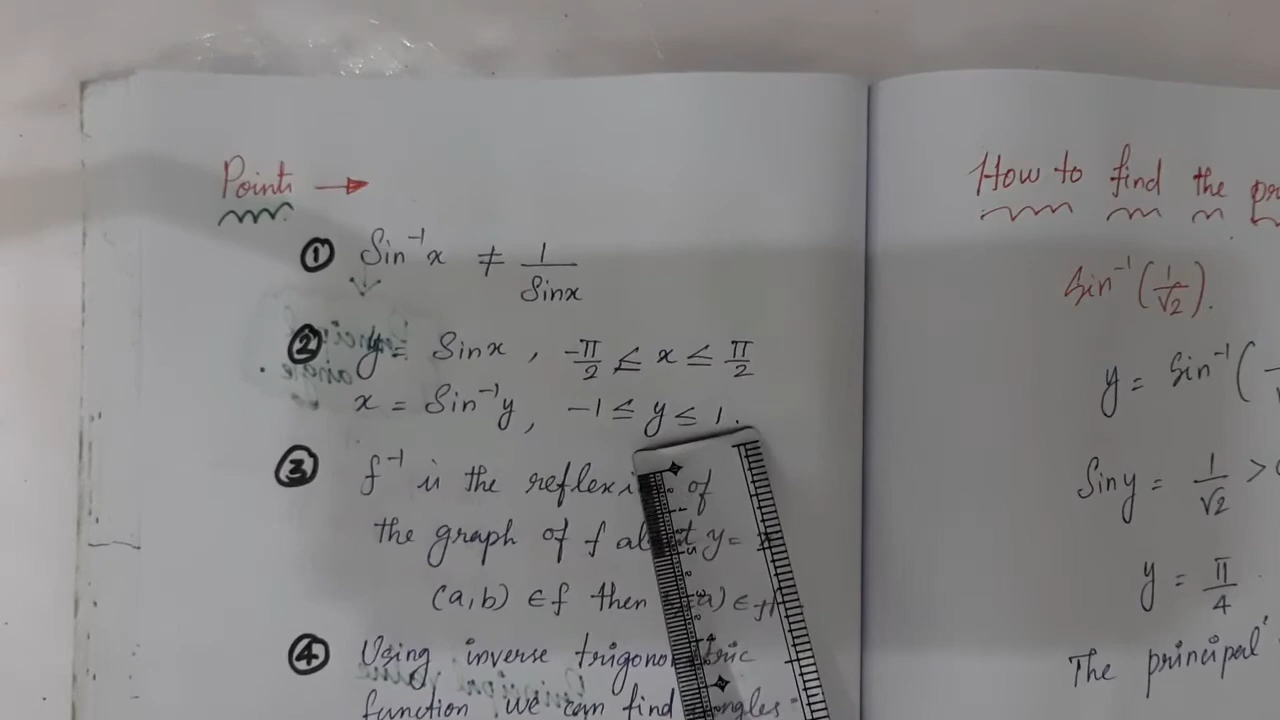 Points →
① Sin⁻¹x ≠ 1/Sinx
② y = Sinx , -π/2 ≤ x ≤ π/2
x = Sin⁻¹y , -1 ≤ y ≤ 1.
③ f⁻¹ is the of
the graph of f y=
(a,b) ∈ f then ∈
④ Using inverse
function we can find
How to find the
Sin⁻¹(1/√2).
y = Sin⁻¹(
Siny = 1/√2 >
y = π/4
The principal